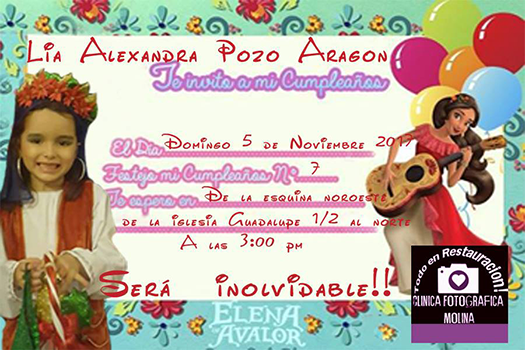 Lia Alexandra Pozo Aragon
Te invito a mi Cumpleaños
El Día Domingo 5 de Noviembre 2017
Festejo mi Cumpleaños N° 7
Te espero en De la esquina noroeste
de la iglesia Guadalupe 1/2 al norte
A las 3:00 pm
Será inolvidable!!
Elena
of Avalor
Todo en Restauracion!
CLINICA FOTOGRAFICA
MOLINA